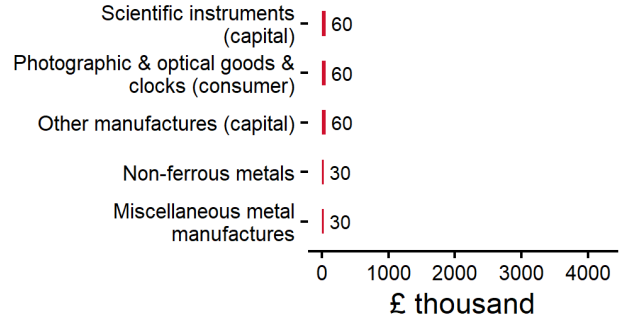 Scientific instruments
(capital)
60
Photographic & optical goods &
clocks (consumer)
60
Other manufactures (capital)
60
Non-ferrous metals
30
Miscellaneous metal
manufactures
30
0 1000 2000 3000 4000
£ thousand